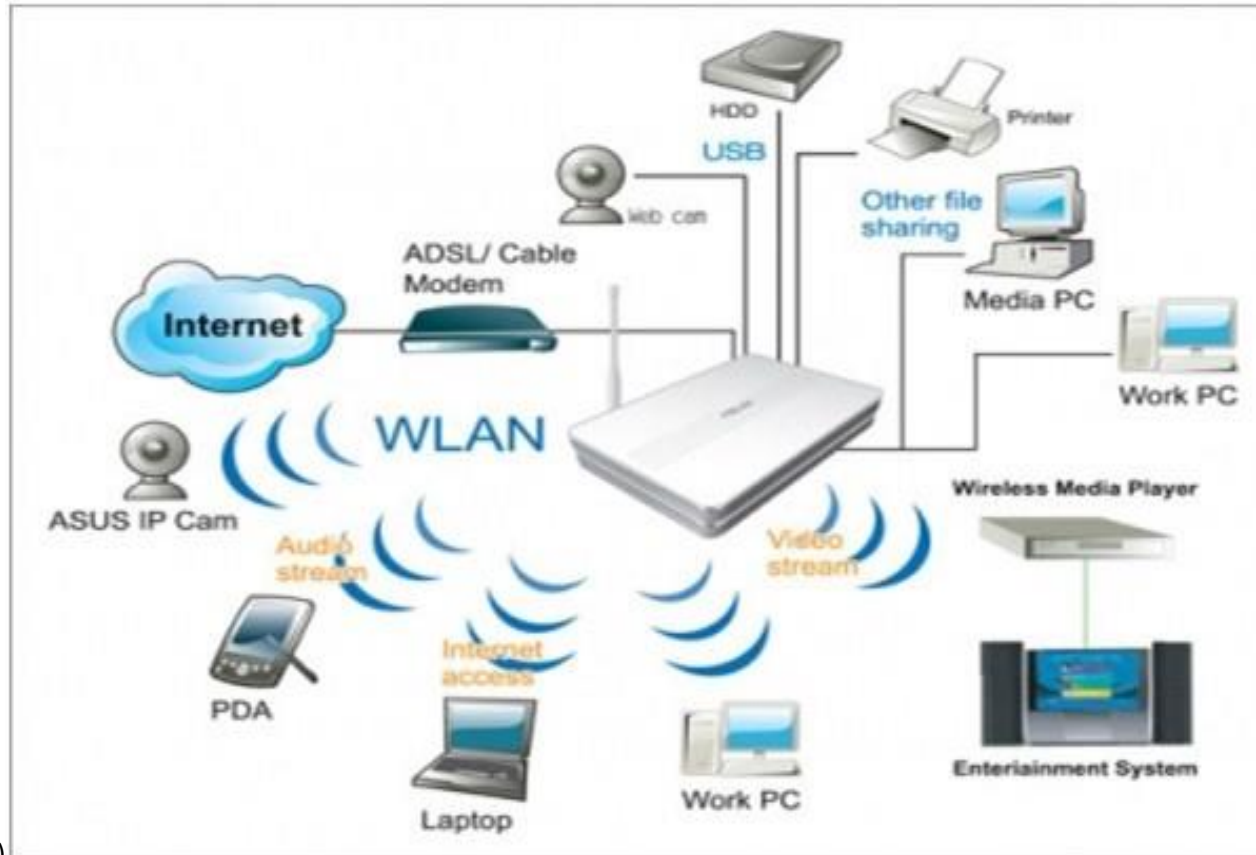 HDD
Printer
USB
Web cam
Other file
sharing
ADSL/ Cable
Modem
Media PC
Internet
Work PC
WLAN
ASUS IP Cam
Wireless Media Player
Audio
stream
Video
stream
Internet
access
PDA
Laptop
Work PC
Enteriainment System
)